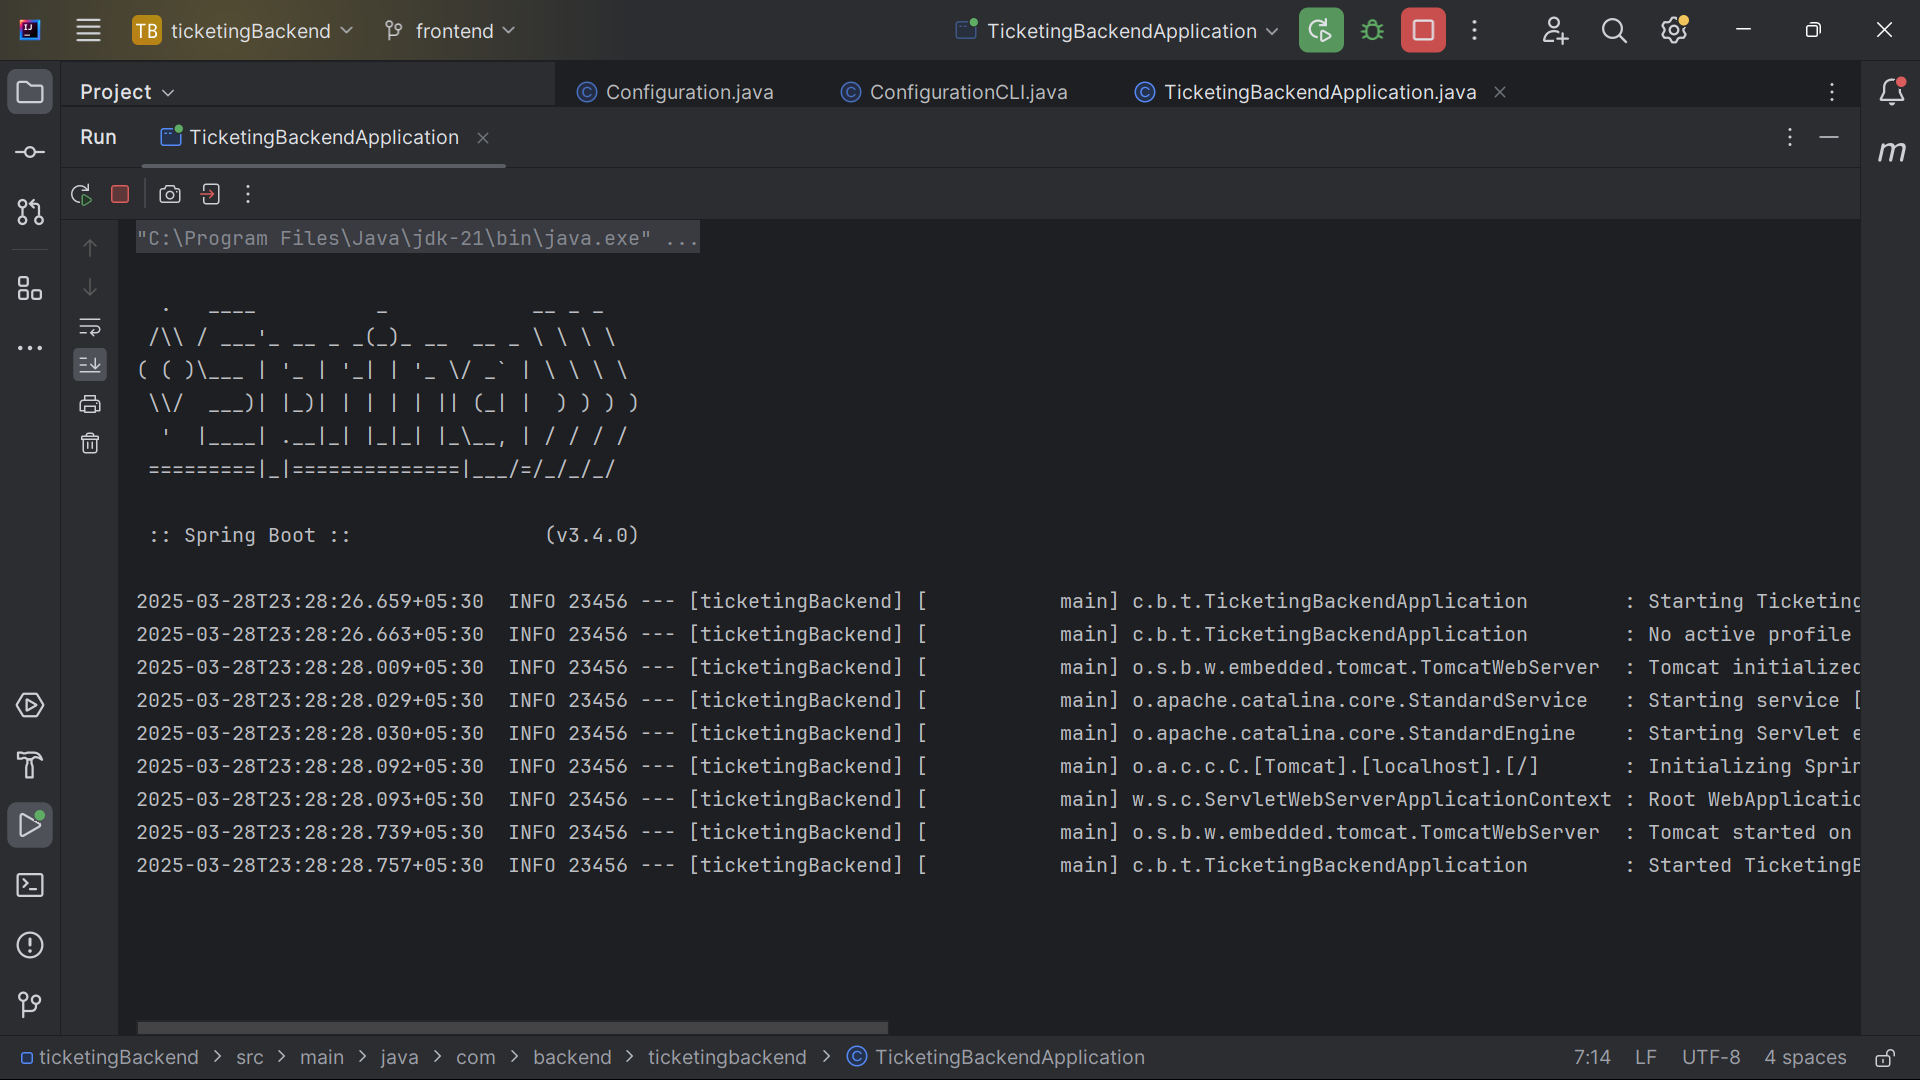 TB ticketingBackend frontend TicketingBackendApplication
Project Configuration.java ConfigurationCLI.java TicketingBackendApplication.java
Run TicketingBackendApplication
"C:\Program Files\Java\jdk-21\bin\java.exe" ...
  .   ____          _            __ _ _
 /\\ / ___'_ __ _ _(_)_ __  __ _ \ \ \ \
( ( )\___ | '_ | '_| | '_ \/ _` | \ \ \ \
 \\/  ___)| |_)| | | | | || (_| |  ) ) ) )
  '  |____| .__|_| |_|_| |_\__, | / / / /
 =========|_|==============|___/=/_/_/_/
 :: Spring Boot ::                (v3.4.0)
2025-03-28T23:28:26.659+05:30  INFO 23456 --- [ticketingBackend] [           main] c.b.t.TicketingBackendApplication        : Starting Ticketing
2025-03-28T23:28:26.663+05:30  INFO 23456 --- [ticketingBackend] [           main] c.b.t.TicketingBackendApplication        : No active profile
2025-03-28T23:28:28.009+05:30  INFO 23456 --- [ticketingBackend] [           main] o.s.b.w.embedded.tomcat.TomcatWebServer  : Tomcat initialized
2025-03-28T23:28:28.029+05:30  INFO 23456 --- [ticketingBackend] [           main] o.apache.catalina.core.StandardService   : Starting service [
2025-03-28T23:28:28.030+05:30  INFO 23456 --- [ticketingBackend] [           main] o.apache.catalina.core.StandardEngine    : Starting Servlet e
2025-03-28T23:28:28.092+05:30  INFO 23456 --- [ticketingBackend] [           main] o.a.c.c.C.[Tomcat].[localhost].[/]       : Initializing Sprin
2025-03-28T23:28:28.093+05:30  INFO 23456 --- [ticketingBackend] [           main] w.s.c.ServletWebServerApplicationContext : Root WebApplicatio
2025-03-28T23:28:28.739+05:30  INFO 23456 --- [ticketingBackend] [           main] o.s.b.w.embedded.tomcat.TomcatWebServer  : Tomcat started on
2025-03-28T23:28:28.757+05:30  INFO 23456 --- [ticketingBackend] [           main] c.b.t.TicketingBackendApplication        : Started TicketingB
ticketingBackend > src > main > java > com > backend > ticketingbackend > TicketingBackendApplication 7:14 LF UTF-8 4 spaces